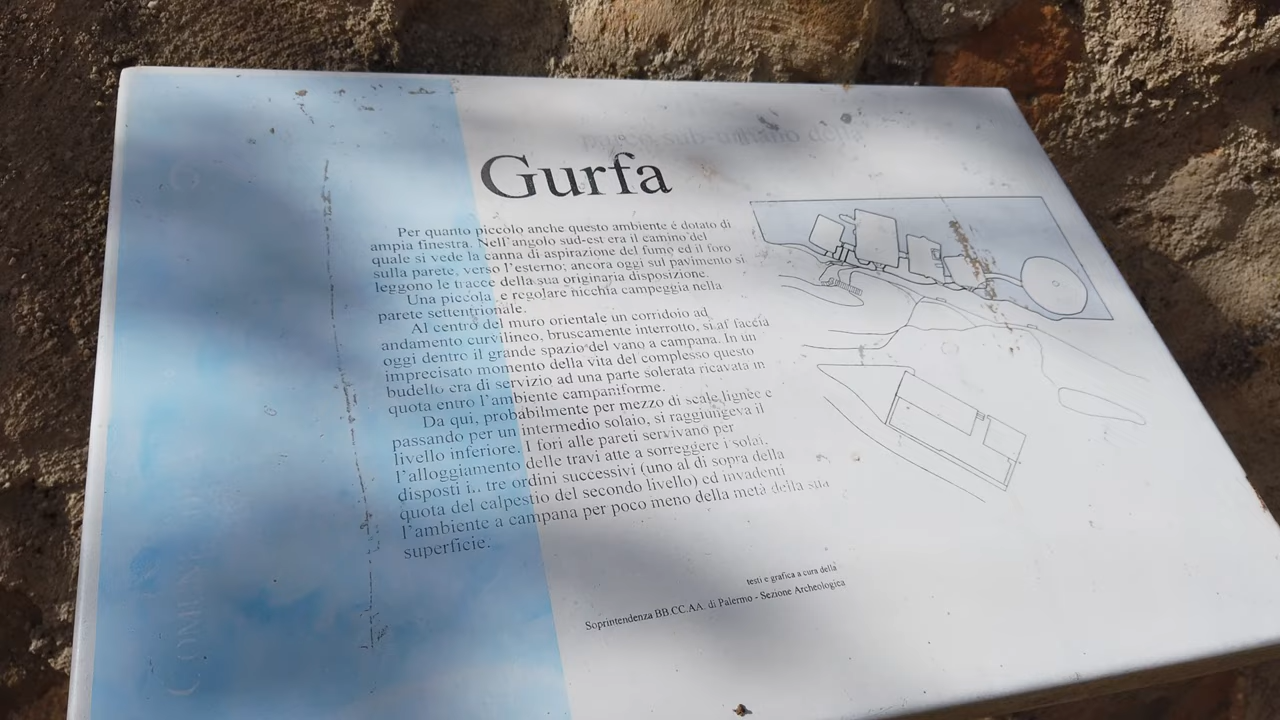 parco sub-urbano della
Gurfa
Per quanto piccolo anche questo ambiente è dotato di
ampia finestra. Nell'angolo sud-est era il camino del
quale si vede la canna di aspirazione del fumo ed il foro
sulla parete, verso l'esterno; ancora oggi sul pavimento si
leggono le tracce della sua originaria disposizione.
Una piccola e regolare nicchia campeggia nella
parete settentrionale.
Al centro del muro orientale un corridoio ad
andamento curvilineo, bruscamente interrotto, si affaccia
oggi dentro il grande spazio del vano a campana. In un
imprecisato momento della vita del complesso questo
budello era di servizio ad una parte solerata ricavata in
quota entro l'ambiente campaniforme.
Da qui, probabilmente per mezzo di scale lignee e
passando per un intermedio solaio, si raggiungeva il
livello inferiore. I fori alle pareti servivano per
l'alloggiamento delle travi atte a sorreggere i solai,
disposti i.. tre ordini successivi (uno al di sopra della
quota del calpestio del secondo livello) ed invadenti
l'ambiente a campana per poco meno della metà della sua
superficie.
testi e grafica a cura della
Soprintendenza BB.CC.AA. di Palermo - Sezione Archeologica